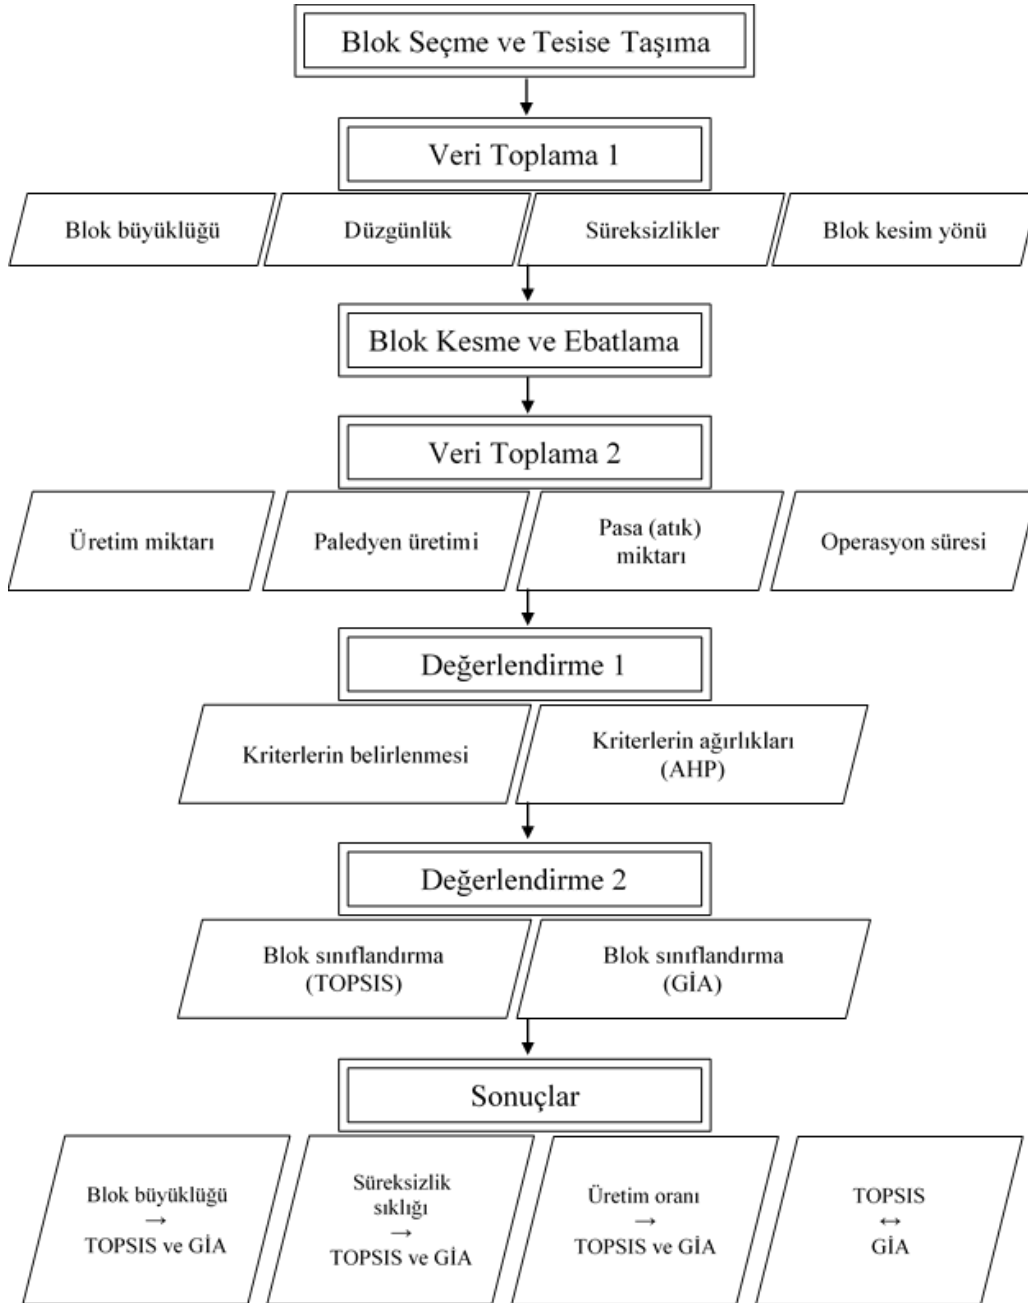 Blok Seçme ve Tesise Taşıma
Veri Toplama 1
Blok büyüklüğü
Düzgünlük
Süreksizlikler
Blok kesim yönü
Blok Kesme ve Ebatlama
Veri Toplama 2
Üretim miktarı
Paledyen üretimi
Pasa (atık)
miktarı
Operasyon süresi
Değerlendirme 1
Kriterlerin belirlenmesi
Kriterlerin ağırlıkları
(AHP)
Değerlendirme 2
Blok sınıflandırma
(TOPSIS)
Blok sınıflandırma
(GİA)
Sonuçlar
Blok büyüklüğü
→
TOPSIS ve GİA
Süreksizlik
sıklığı
→
TOPSIS ve GİA
Üretim oranı
→
TOPSIS ve GİA
TOPSIS
↔
GİA